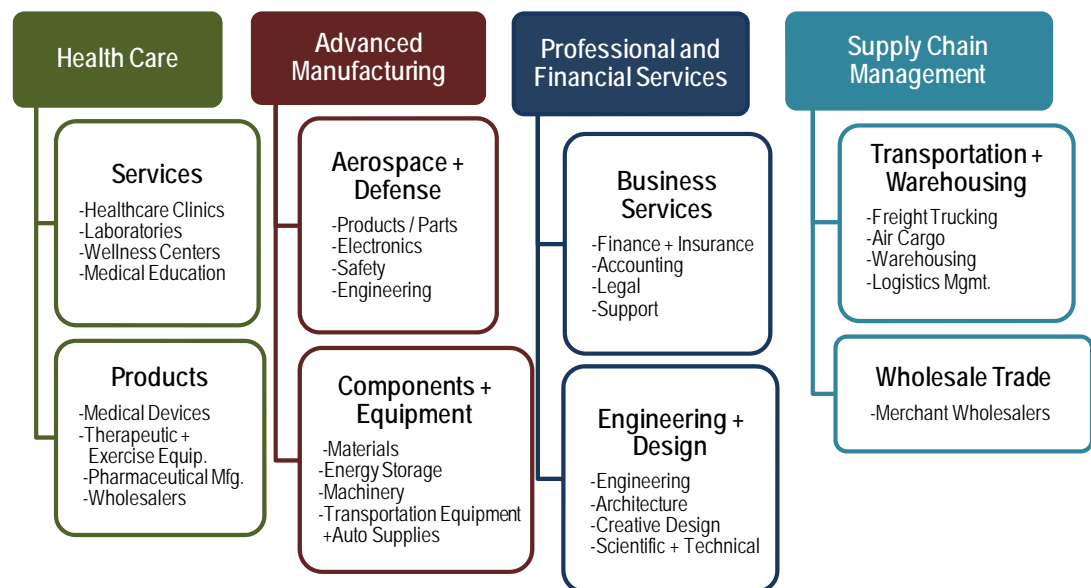 Health Care
Services
-Healthcare Clinics
-Laboratories
-Wellness Centers
-Medical Education
Products
-Medical Devices
-Therapeutic +
Exercise Equip.
-Pharmaceutical Mfg.
-Wholesalers
Advanced
Manufacturing
Aerospace +
Defense
-Products / Parts
-Electronics
-Safety
-Engineering
Components +
Equipment
-Materials
-Energy Storage
-Machinery
-Transportation Equipment
+Auto Supplies
Professional and
Financial Services
Business
Services
-Finance + Insurance
-Accounting
-Legal
-Support
Engineering +
Design
-Engineering
-Architecture
-Creative Design
-Scientific + Technical
Supply Chain
Management
Transportation +
Warehousing
-Freight Trucking
-Air Cargo
-Warehousing
-Logistics Mgmt.
Wholesale Trade
-Merchant Wholesalers